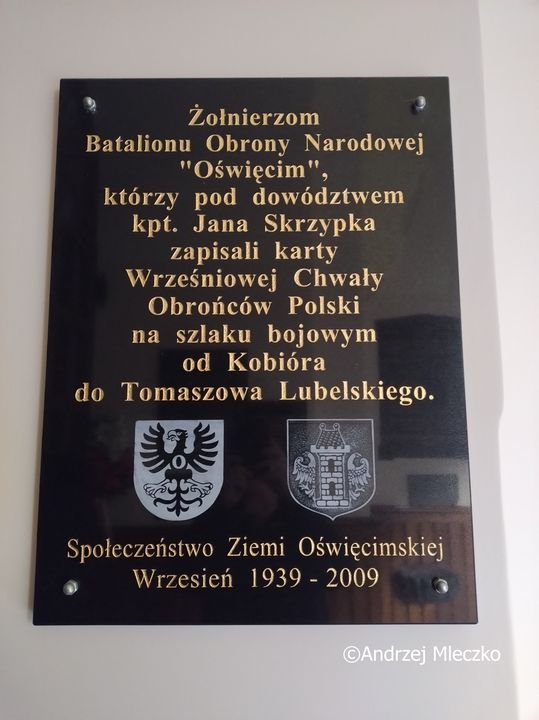 Żołnierzom
Batalionu Obrony Narodowej
"Oświęcim",
którzy pod dowództwem
kpt. Jana Skrzypka
zapisali karty
Wrześniowej Chwały
Obrońców Polski
na szlaku bojowym
od Kobióra
do Tomaszowa Lubelskiego.
Społeczeństwo Ziemi Oświęcimskiej
Wrzesień 1939 - 2009
©Andrzej Mleczko